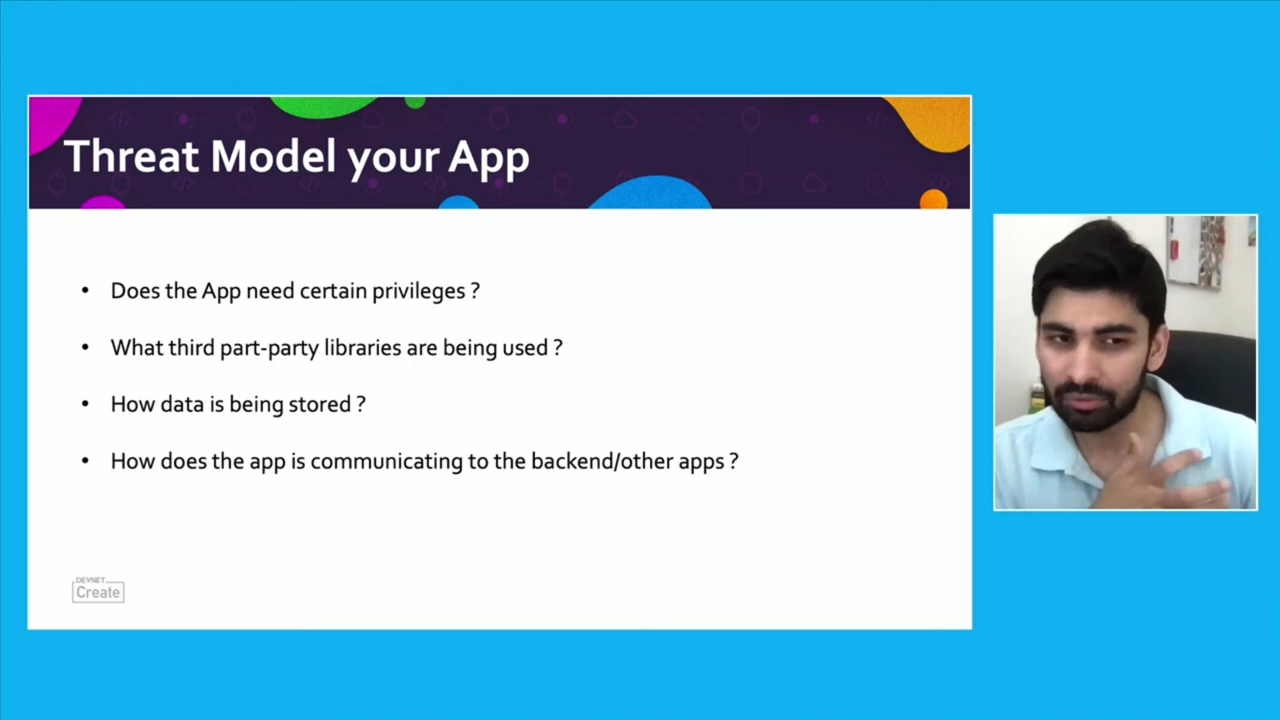 Threat Model your App
• Does the App need certain privileges ?
• What third part-party libraries are being used ?
• How data is being stored ?
• How does the app is communicating to the backend/other apps ?
DEVNET
Create